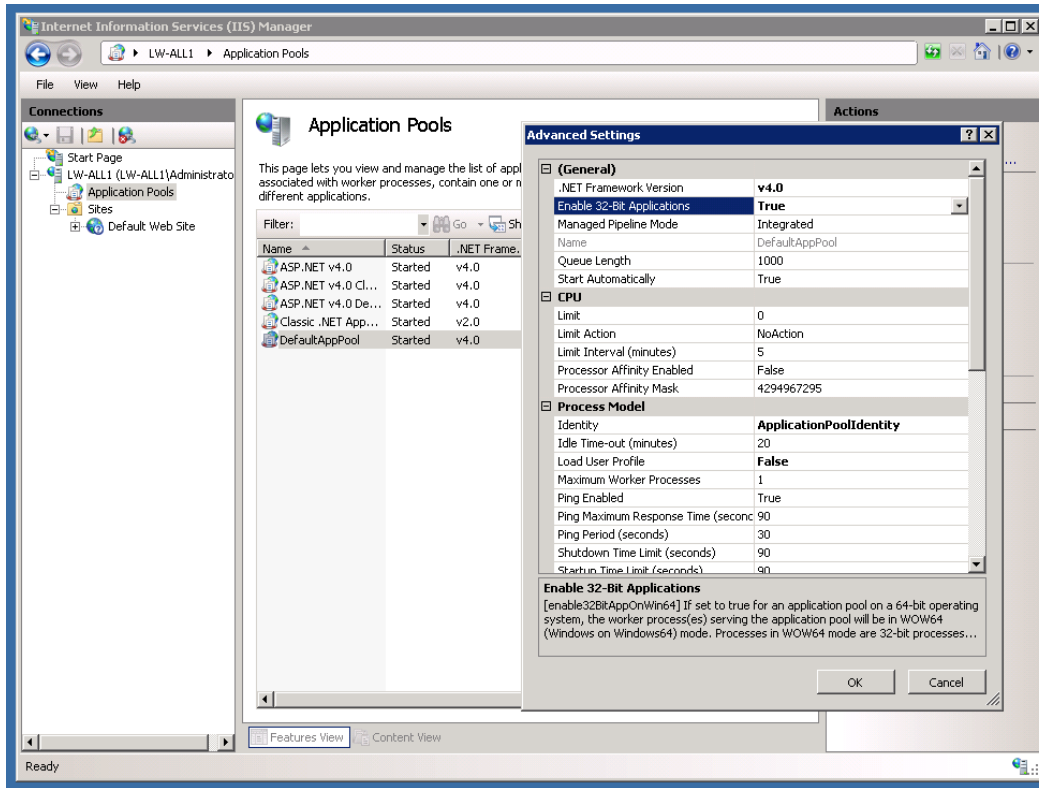 Internet Information Services (IIS) Manager
LW-ALL1 Application Pools
File View Help
Connections
Start Page
LW-ALL1 (LW-ALL1\Administrato
Application Pools
Sites
Default Web Site
Application Pools
This page lets you view and manage the list of appl
associated with worker processes, contain one or
different applications.
Filter: Go Sh
Name Status .NET Frame.
ASP.NET v4.0 Started v4.0
ASP.NET v4.0 Cl... Started v4.0
ASP.NET v4.0 De... Started v4.0
Classic .NET App... Started v2.0
DefaultAppPool Started v4.0
Features View Content View
Ready
Actions
...
Advanced Settings
(General)
.NET Framework Version v4.0
Enable 32-Bit Applications True
Managed Pipeline Mode Integrated
Name DefaultAppPool
Queue Length 1000
Start Automatically True
CPU
Limit 0
Limit Action NoAction
Limit Interval (minutes) 5
Processor Affinity Enabled False
Processor Affinity Mask 4294967295
Process Model
Identity ApplicationPoolIdentity
Idle Time-out (minutes) 20
Load User Profile False
Maximum Worker Processes 1
Ping Enabled True
Ping Maximum Response Time (seconc 90
Ping Period (seconds) 30
Shutdown Time Limit (seconds) 90
Startup Time Limit (seconds) 90
Enable 32-Bit Applications
[enable32BitAppOnWin64] If set to true for an application pool on a 64-bit operating
system, the worker process(es) serving the application pool will be in WOW64
(Windows on Windows64) mode. Processes in WOW64 mode are 32-bit processes...
OK Cancel